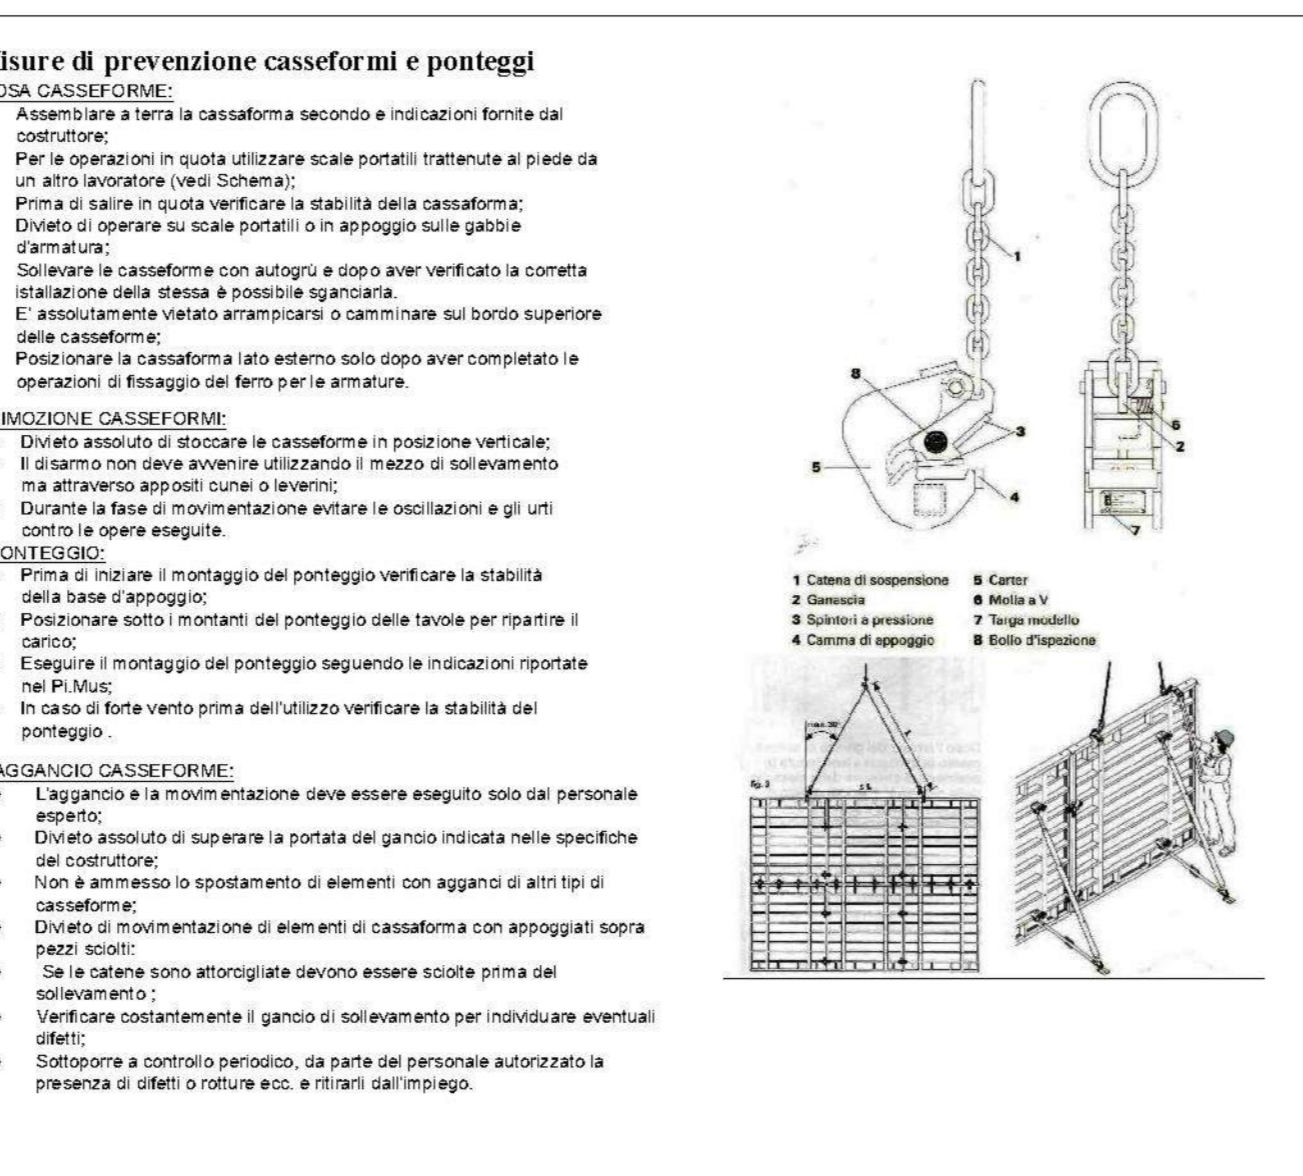 isure di prevenzione casseformi e ponteggi
OSA CASSEFORME:
Assemblare a terra la cassaforma secondo e indicazioni fornite dal
costruttore;
Per le operazioni in quota utilizzare scale portatili trattenute al piede da
un altro lavoratore (vedi Schema);
Prima di salire in quota verificare la stabilità della cassaforma;
Divieto di operare su scale portatili o in appoggio sulle gabbie
d'armatura;
Sollevare le casseforme con autogrù e dopo aver verificato la corretta
istallazione della stessa è possibile sganciarla.
E' assolutamente vietato arrampicarsi o camminare sul bordo superiore
delle casseforme;
Posizionare la cassaforma lato esterno solo dopo aver completato le
operazioni di fissaggio del ferro per le armature.
IMOZIONE CASSEFORMI:
Divieto assoluto di stoccare le casseforme in posizione verticale;
Il disarmo non deve avvenire utilizzando il mezzo di sollevamento
ma attraverso appositi cunei o leverini;
Durante la fase di movimentazione evitare le oscillazioni e gli urti
contro le opere eseguite.
ONTEGGIO:
Prima di iniziare il montaggio del ponteggio verificare la stabilità
della base d'appoggio;
Posizionare sotto i montanti del ponteggio delle tavole per ripartire il
carico;
Eseguire il montaggio del ponteggio seguendo le indicazioni riportate
nel Pi.Mus;
In caso di forte vento prima dell'utilizzo verificare la stabilità del
ponteggio .
AGGANCIO CASSEFORME:
L'aggancio e la movimentazione deve essere eseguito solo dal personale
esperto;
Divieto assoluto di superare la portata del gancio indicata nelle specifiche
del costruttore;
Non è ammesso lo spostamento di elementi con agganci di altri tipi di
casseforme;
Divieto di movimentazione di elementi di cassaforma con appoggiati sopra
pezzi sciolti:
Se le catene sono attorcigliate devono essere sciolte prima del
sollevamento ;
Verificare costantemente il gancio di sollevamento per individuare eventuali
difetti;
Sottoporre a controllo periodico, da parte del personale autorizzato la
presenza di difetti o rotture ecc. e ritirarli dall'impiego.
1
8
3
5
4
6
2
7
1 Catena di sospensione
2 Ganascia
3 Spintori a pressione
4 Camma di appoggio
5 Carter
6 Molla a V
7 Targa modello
8 Bollo d'ispezione
max. 30°
fig. 3